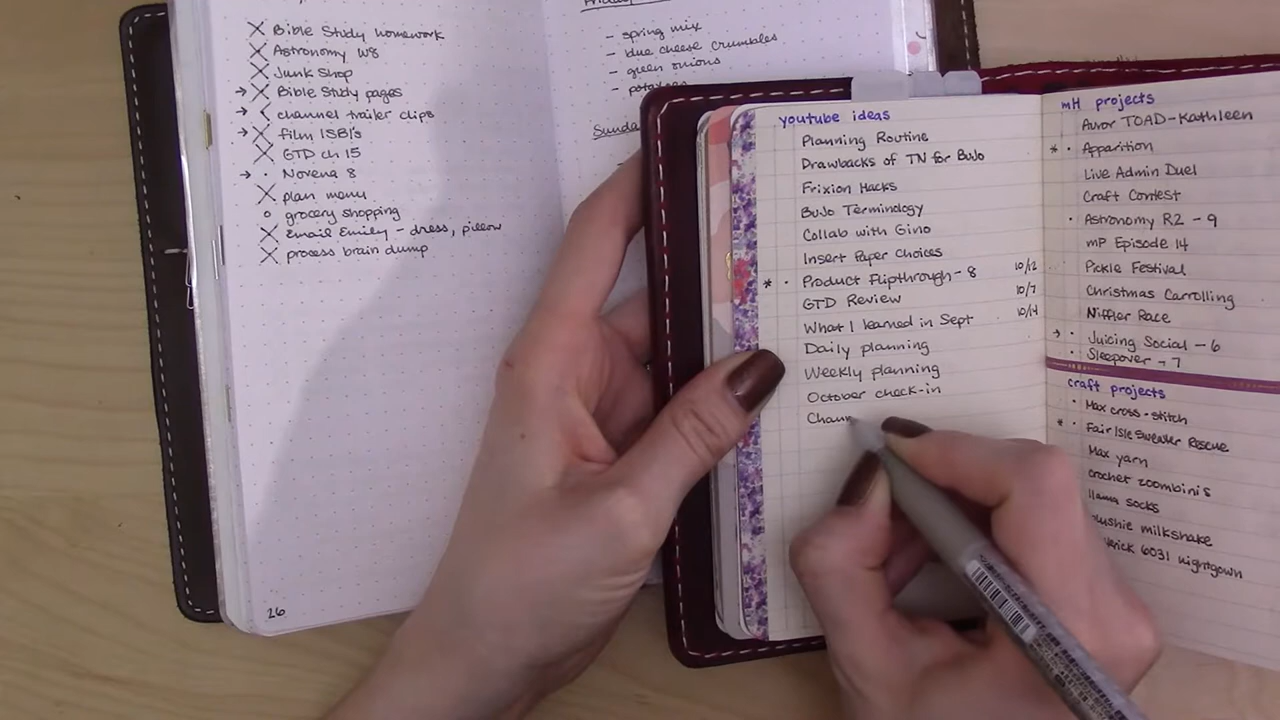 X Bible Study homework
X Astronomy W8
X Junk Shop
→ X Bible Study pages
→ < channel trailer clips
→ X film ISBI's
X GTD ch 15
→ · Novena 8
X plan menu
o grocery shopping
X Email Emily - dress, pillow
X process brain dump
26
- spring mix
- blue cheese crumbles
- green onions
youtube ideas
Planning Routine
Drawbacks of TN for BuJo
Frixion Hacks
BuJo Terminology
Collab with Gino
Insert Paper Choices
* · Product Flipthrough - 8 10/12
GTD Review 10/7
What I learned in Sept 10/14
Daily planning
Weekly planning
October check-in
Chann
mH projects
Auror TOAD - Kathleen
* · Apparition
Live Admin Duel
Craft Contest
· Astronomy R2 - 9
mP Episode 14
Pickle Festival
Christmas Carrolling
Niffler Race
→ · Juicing Social - 6
· Sleepover - 7
craft projects
· Max cross-stitch
* · Fair Isle Sweater Rescue
Max yarn
crochet zoombinis
llama socks
milkshake
6031 nightgown